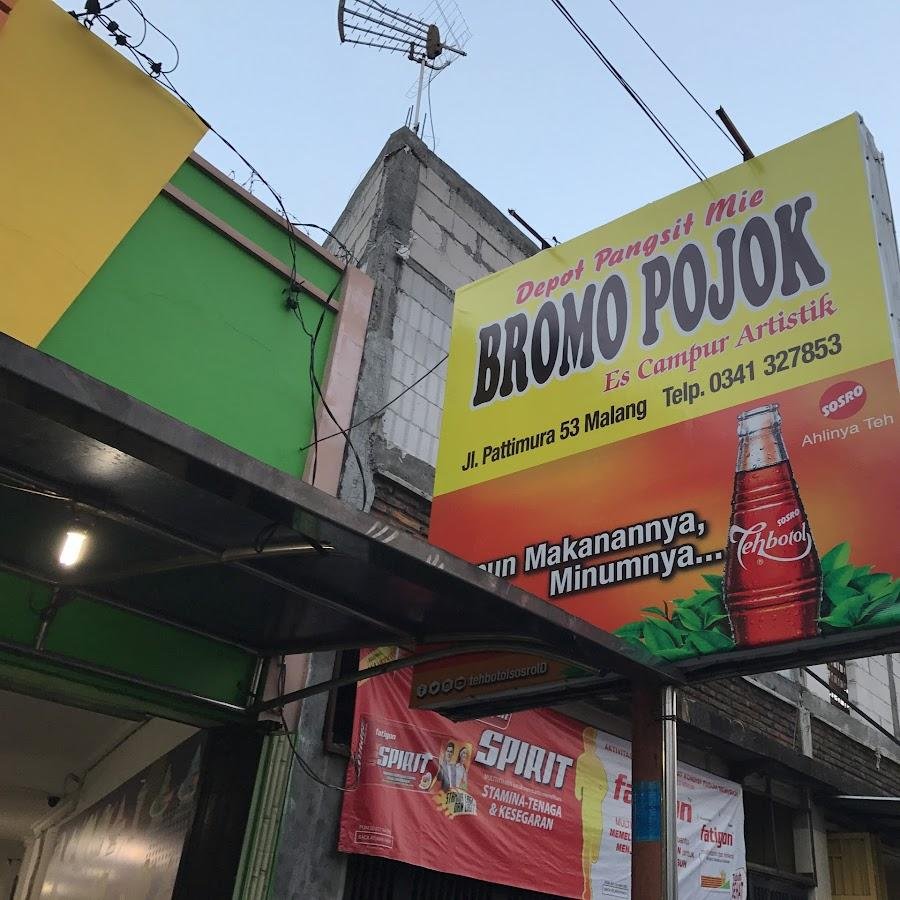 Depot Pangsit Mie
BROMO POJOK
Es Campur Artistik
Jl. Pattimura 53 Malang Telp. 0341 327853
SOSRO
Ahlinya Teh
Makanannya,
Minumnya...
SOSRO
Tehbotol
tehbotolsosroID
fatigon
SPIRIT
SPIRIT
STAMINA-TENAGA
& KESEGARAN
fatigon